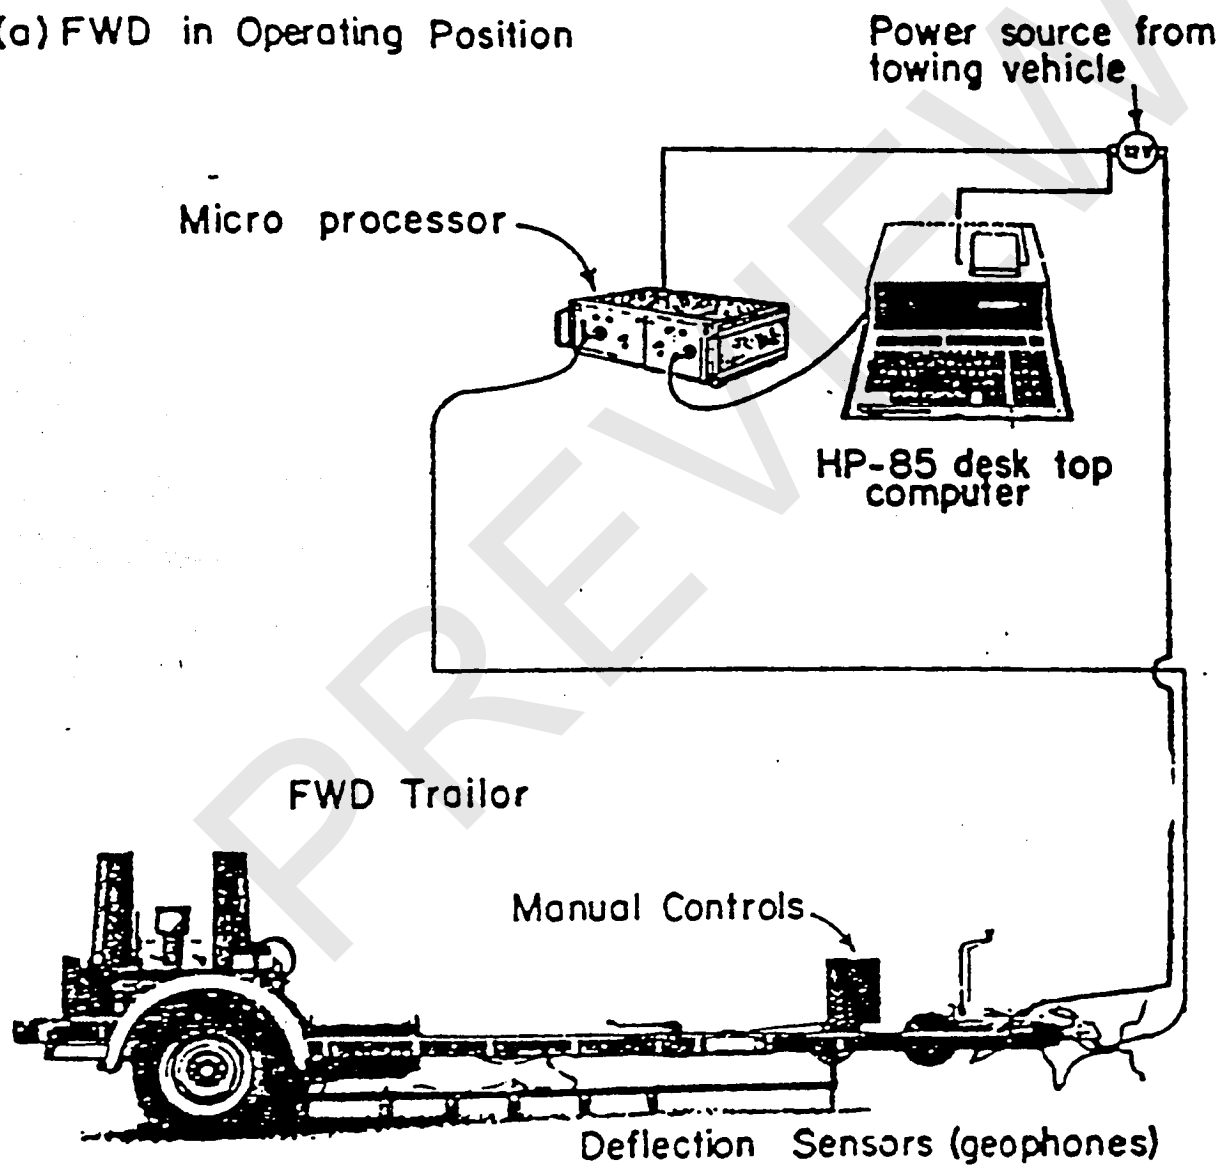 (a) FWD in Operating Position
Power source from
towing vehicle
Micro processor
HP-85 desk top
computer
FWD Trailor
Manual Controls
Deflection Sensors (geophones)
PREVIEW